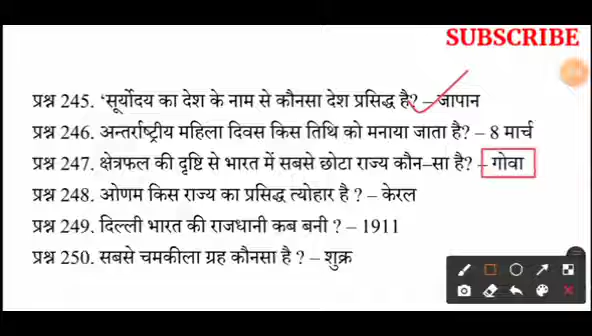 SUBSCRIBE
प्रश्न 245. ‘सूर्योदय का देश के नाम से कौनसा देश प्रसिद्ध है? – जापान
प्रश्न 246. अन्तर्राष्ट्रीय महिला दिवस किस तिथि को मनाया जाता है? – 8 मार्च
प्रश्न 247. क्षेत्रफल की दृष्टि से भारत में सबसे छोटा राज्य कौन–सा है? – गोवा
प्रश्न 248. ओणम किस राज्य का प्रसिद्ध त्योहार है ? – केरल
प्रश्न 249. दिल्ली भारत की राजधानी कब बनी ? – 1911
प्रश्न 250. सबसे चमकीला ग्रह कौनसा है ? – शुक्र